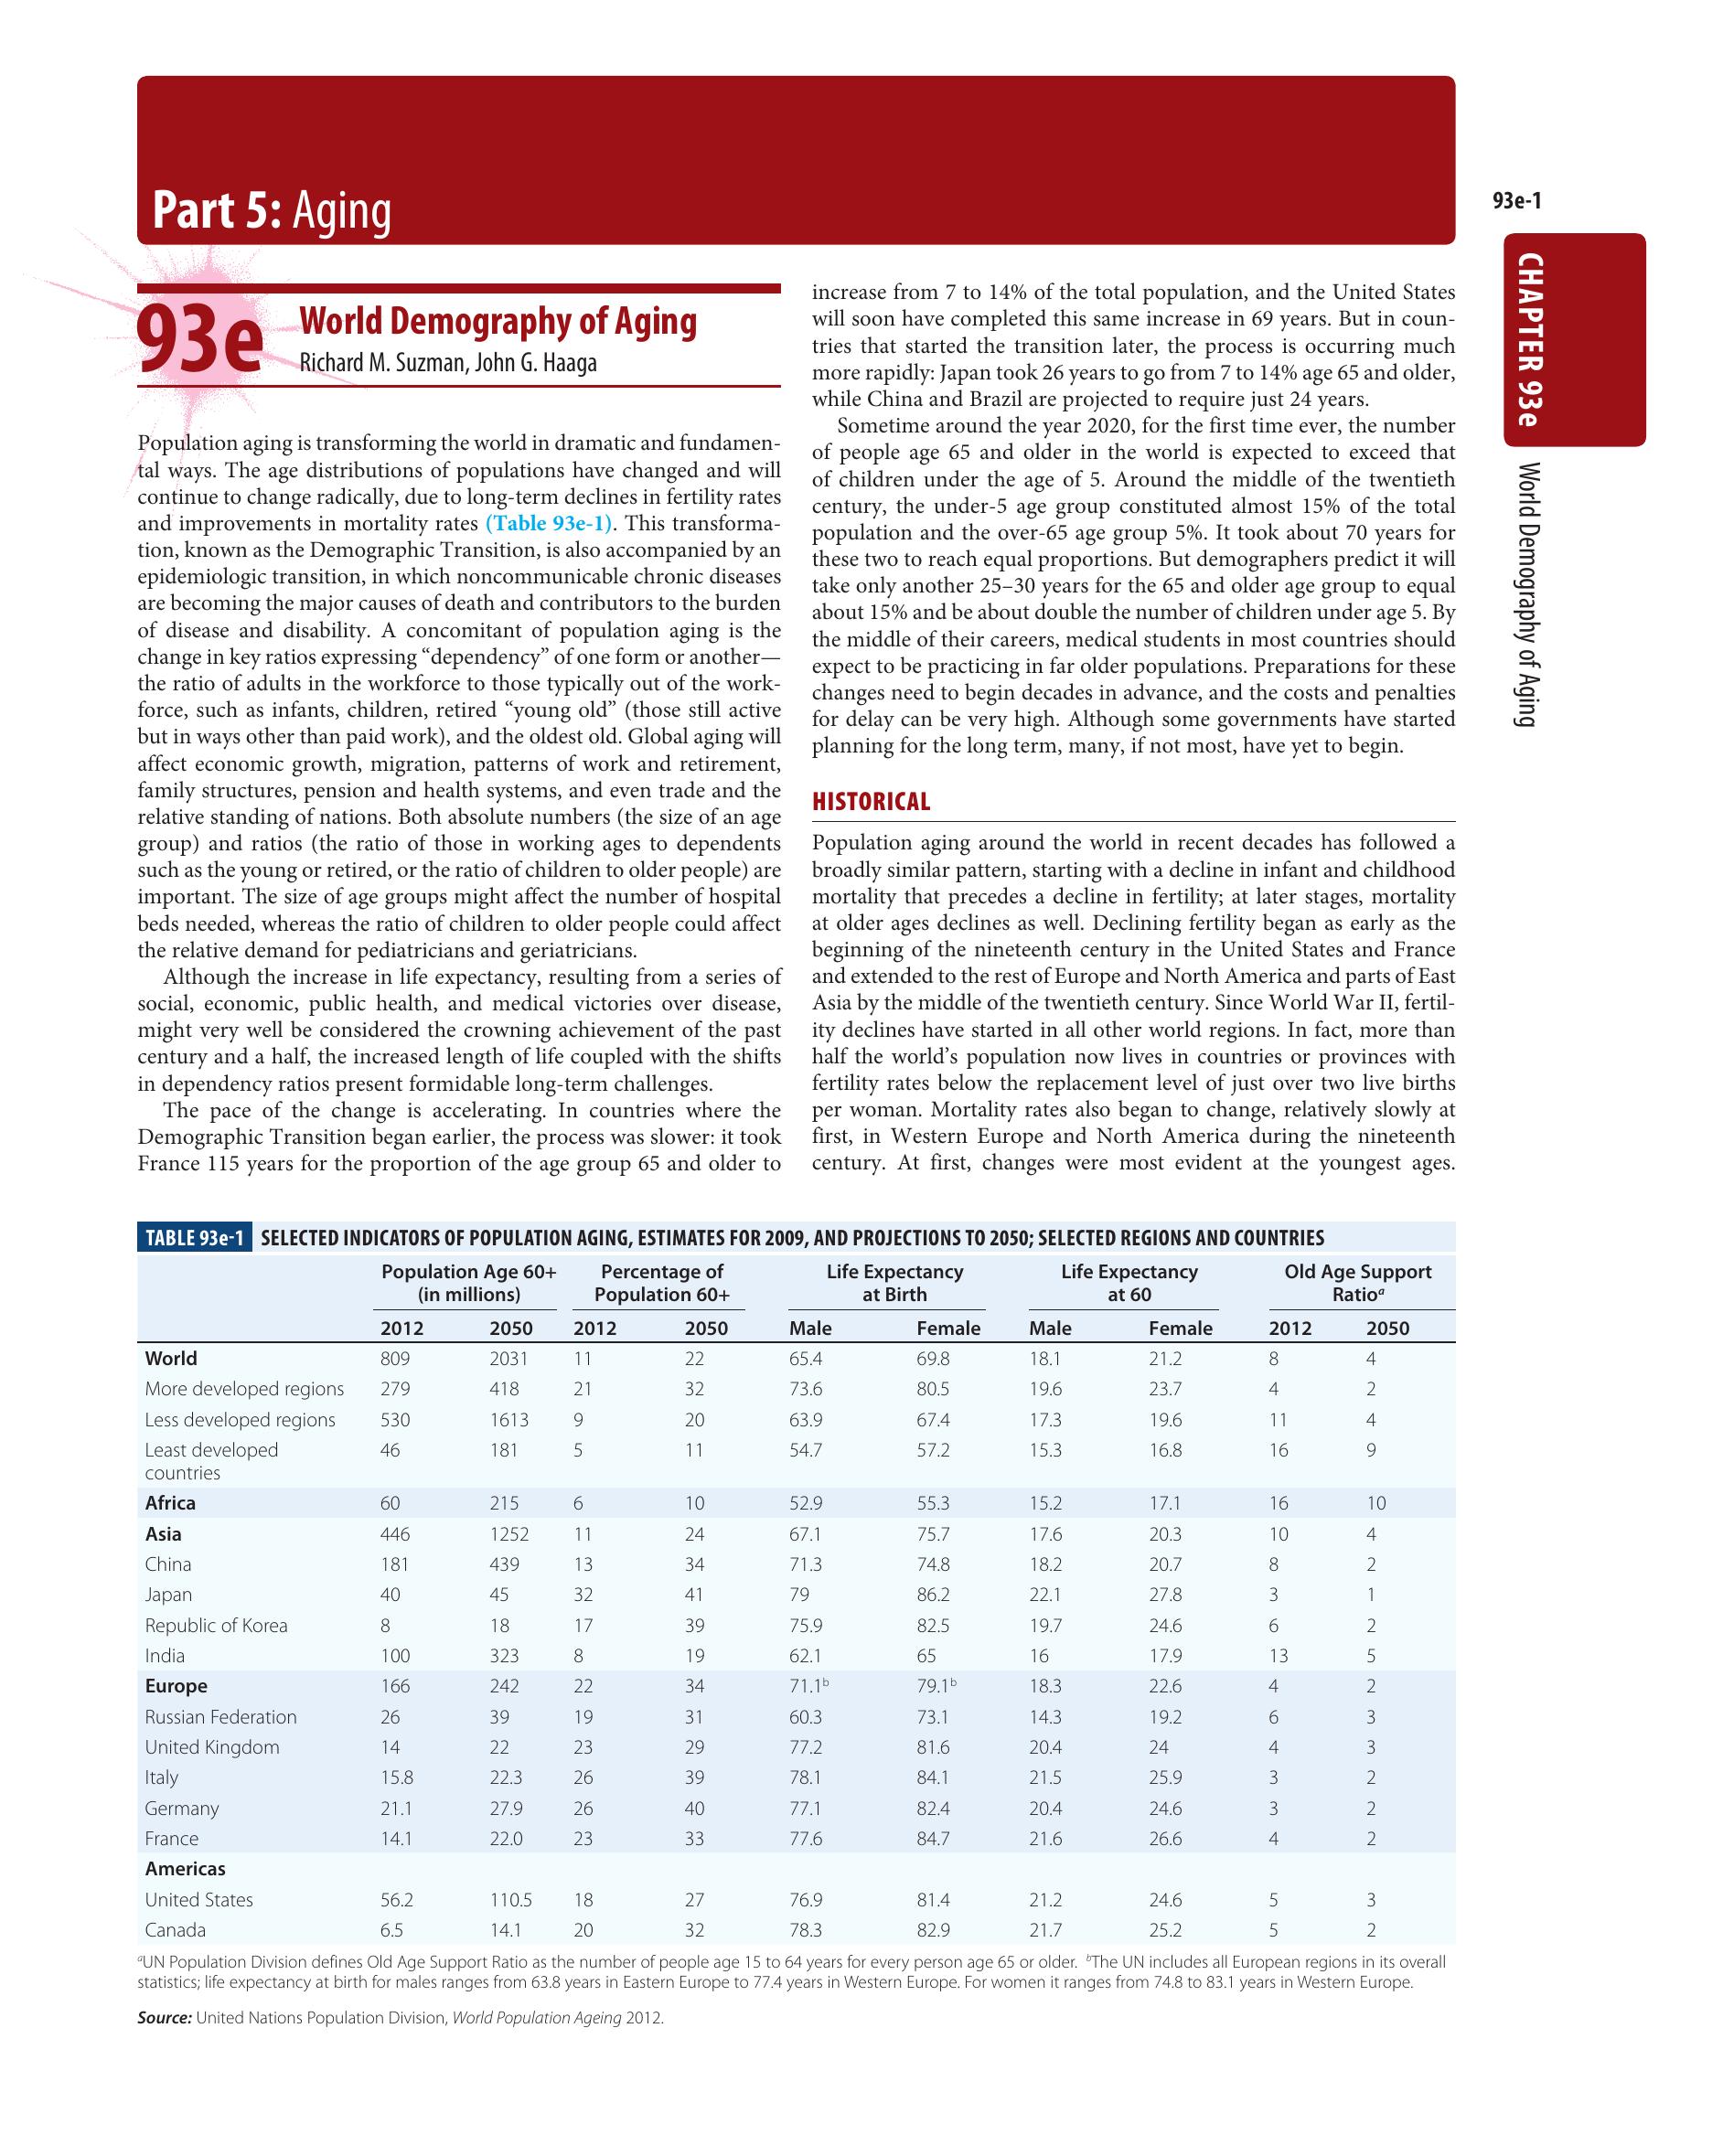 Part 5: Aging
93e-1
CHAPTER 93e
World Demography of Aging
93e
World Demography of Aging
Richard M. Suzman, John G. Haaga
Population aging is transforming the world in dramatic and fundamen-
tal ways. The age distributions of populations have changed and will
continue to change radically, due to long-term declines in fertility rates
and improvements in mortality rates (Table 93e-1). This transforma-
tion, known as the Demographic Transition, is also accompanied by an
epidemiologic transition, in which noncommunicable chronic diseases
are becoming the major causes of death and contributors to the burden
of disease and disability. A concomitant of population aging is the
change in key ratios expressing “dependency” of one form or another—
the ratio of adults in the workforce to those typically out of the work-
force, such as infants, children, retired “young old” (those still active
but in ways other than paid work), and the oldest old. Global aging will
affect economic growth, migration, patterns of work and retirement,
family structures, pension and health systems, and even trade and the
relative standing of nations. Both absolute numbers (the size of an age
group) and ratios (the ratio of those in working ages to dependents
such as the young or retired, or the ratio of children to older people) are
important. The size of age groups might affect the number of hospital
beds needed, whereas the ratio of children to older people could affect
the relative demand for pediatricians and geriatricians.
Although the increase in life expectancy, resulting from a series of
social, economic, public health, and medical victories over disease,
might very well be considered the crowning achievement of the past
century and a half, the increased length of life coupled with the shifts
in dependency ratios present formidable long-term challenges.
The pace of the change is accelerating. In countries where the
Demographic Transition began earlier, the process was slower: it took
France 115 years for the proportion of the age group 65 and older to
increase from 7 to 14% of the total population, and the United States
will soon have completed this same increase in 69 years. But in coun-
tries that started the transition later, the process is occurring much
more rapidly: Japan took 26 years to go from 7 to 14% age 65 and older,
while China and Brazil are projected to require just 24 years.
Sometime around the year 2020, for the first time ever, the number
of people age 65 and older in the world is expected to exceed that
of children under the age of 5. Around the middle of the twentieth
century, the under-5 age group constituted almost 15% of the total
population and the over-65 age group 5%. It took about 70 years for
these two to reach equal proportions. But demographers predict it will
take only another 25–30 years for the 65 and older age group to equal
about 15% and be about double the number of children under age 5. By
the middle of their careers, medical students in most countries should
expect to be practicing in far older populations. Preparations for these
changes need to begin decades in advance, and the costs and penalties
for delay can be very high. Although some governments have started
planning for the long term, many, if not most, have yet to begin.
HISTORICAL
Population aging around the world in recent decades has followed a
broadly similar pattern, starting with a decline in infant and childhood
mortality that precedes a decline in fertility; at later stages, mortality
at older ages declines as well. Declining fertility began as early as the
beginning of the nineteenth century in the United States and France
and extended to the rest of Europe and North America and parts of East
Asia by the middle of the twentieth century. Since World War II, fertil-
ity declines have started in all other world regions. In fact, more than
half the world’s population now lives in countries or provinces with
fertility rates below the replacement level of just over two live births
per woman. Mortality rates also began to change, relatively slowly at
first, in Western Europe and North America during the nineteenth
century. At first, changes were most evident at the youngest ages.
TABLE 93e-1 SELECTED INDICATORS OF POPULATION AGING, ESTIMATES FOR 2009, AND PROJECTIONS TO 2050; SELECTED REGIONS AND COUNTRIES
Population Age 60+ Percentage of Life Expectancy Life Expectancy Old Age Support
(in millions) Population 60+ at Birth at 60 Ratioᵃ
2012 2050 2012 2050 Male Female Male Female 2012 2050
World 809 2031 11 22 65.4 69.8 18.1 21.2 8 4
More developed regions 279 418 21 32 73.6 80.5 19.6 23.7 4 2
Less developed regions 530 1613 9 20 63.9 67.4 17.3 19.6 11 4
Least developed 46 181 5 11 54.7 57.2 15.3 16.8 16 9
countries
Africa 60 215 6 10 52.9 55.3 15.2 17.1 16 10
Asia 446 1252 11 24 67.1 75.7 17.6 20.3 10 4
China 181 439 13 34 71.3 74.8 18.2 20.7 8 2
Japan 40 45 32 41 79 86.2 22.1 27.8 3 1
Republic of Korea 8 18 17 39 75.9 82.5 19.7 24.6 6 2
India 100 323 8 19 62.1 65 16 17.9 13 5
Europe 166 242 22 34 71.1ᵇ 79.1ᵇ 18.3 22.6 4 2
Russian Federation 26 39 19 31 60.3 73.1 14.3 19.2 6 3
United Kingdom 14 22 23 29 77.2 81.6 20.4 24 4 3
Italy 15.8 22.3 26 39 78.1 84.1 21.5 25.9 3 2
Germany 21.1 27.9 26 40 77.1 82.4 20.4 24.6 3 2
France 14.1 22.0 23 33 77.6 84.7 21.6 26.6 4 2
Americas
United States 56.2 110.5 18 27 76.9 81.4 21.2 24.6 5 3
Canada 6.5 14.1 20 32 78.3 82.9 21.7 25.2 5 2
ᵃUN Population Division defines Old Age Support Ratio as the number of people age 15 to 64 years for every person age 65 or older. ᵇThe UN includes all European regions in its overall
statistics; life expectancy at birth for males ranges from 63.8 years in Eastern Europe to 77.4 years in Western Europe. For women it ranges from 74.8 to 83.1 years in Western Europe.
Source: United Nations Population Division, World Population Ageing 2012.